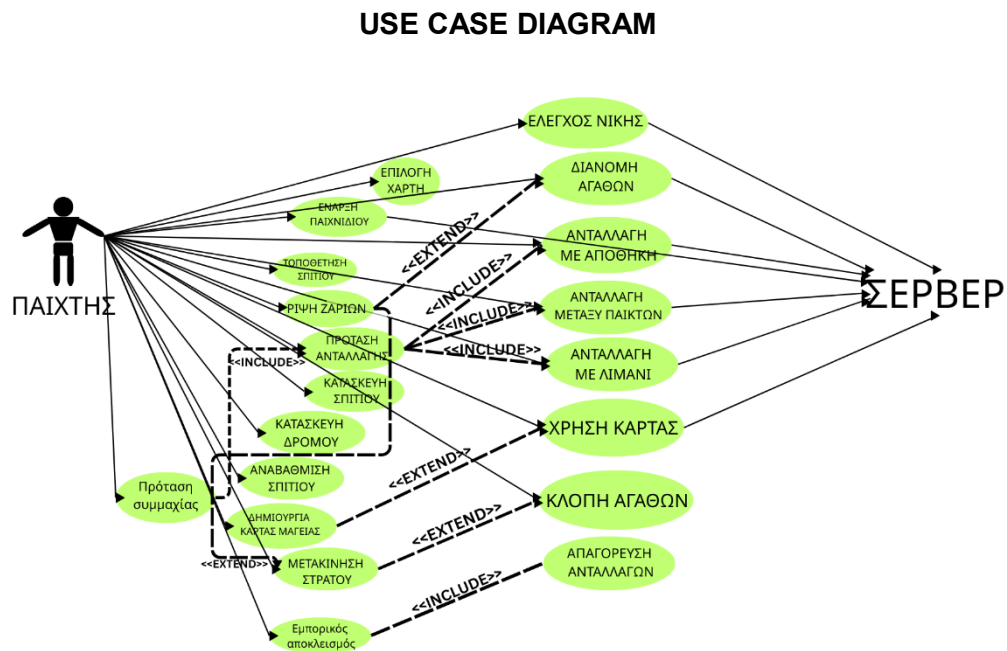 USE CASE DIAGRAM
ΕΛΕΓΧΟΣ ΝΙΚΗΣ
ΕΠΙΛΟΓΗ
ΧΑΡΤΗ
ΔΙΑΝΟΜΗ
ΑΓΑΘΩΝ
ΕΝΑΡΞΗ
ΠΑΙΧΝΙΔΙΟΥ
<<EXTEND>>
ΑΝΤΑΛΛΑΓΗ
ΜΕ ΑΠΟΘΗΚΗ
ΤΟΠΟΘΕΤΗΣΗ
ΣΠΙΤΙΟΥ
<<INCLUDE>>
ΠΑΙΧΤΗΣ
ΣΕΡΒΕΡ
ΡΙΨΗ ΖΑΡΙΩΝ
ΑΝΤΑΛΛΑΓΗ
ΜΕΤΑΞΥ ΠΑΙΚΤΩΝ
<<INCLUDE>>
ΠΡΟΤΑΣΗ
ΑΝΤΑΛΛΑΓΗΣ
<<INCLUDE>>
<<INCLUDE>>
ΑΝΤΑΛΛΑΓΗ
ΜΕ ΛΙΜΑΝΙ
ΚΑΤΑΣΚΕΥΗ
ΣΠΙΤΙΟΥ
ΚΑΤΑΣΚΕΥΗ
ΔΡΟΜΟΥ
ΧΡΗΣΗ ΚΑΡΤΑΣ
<<EXTEND>>
ΑΝΑΒΑΘΜΙΣΗ
ΣΠΙΤΙΟΥ
Πρόταση
συμμαχίας
ΚΛΟΠΗ ΑΓΑΘΩΝ
ΔΗΜΙΟΥΡΓΙΑ
ΚΑΡΤΑΣ ΜΑΓΕΙΑΣ
<<EXTEND>>
<<EXTEND>>
ΜΕΤΑΚΙΝΗΣΗ
ΣΤΡΑΤΟΥ
ΑΠΑΓΟΡΕΥΣΗ
ΑΝΤΑΛΛΑΓΩΝ
<<INCLUDE>>
Εμπορικός
αποκλεισμός